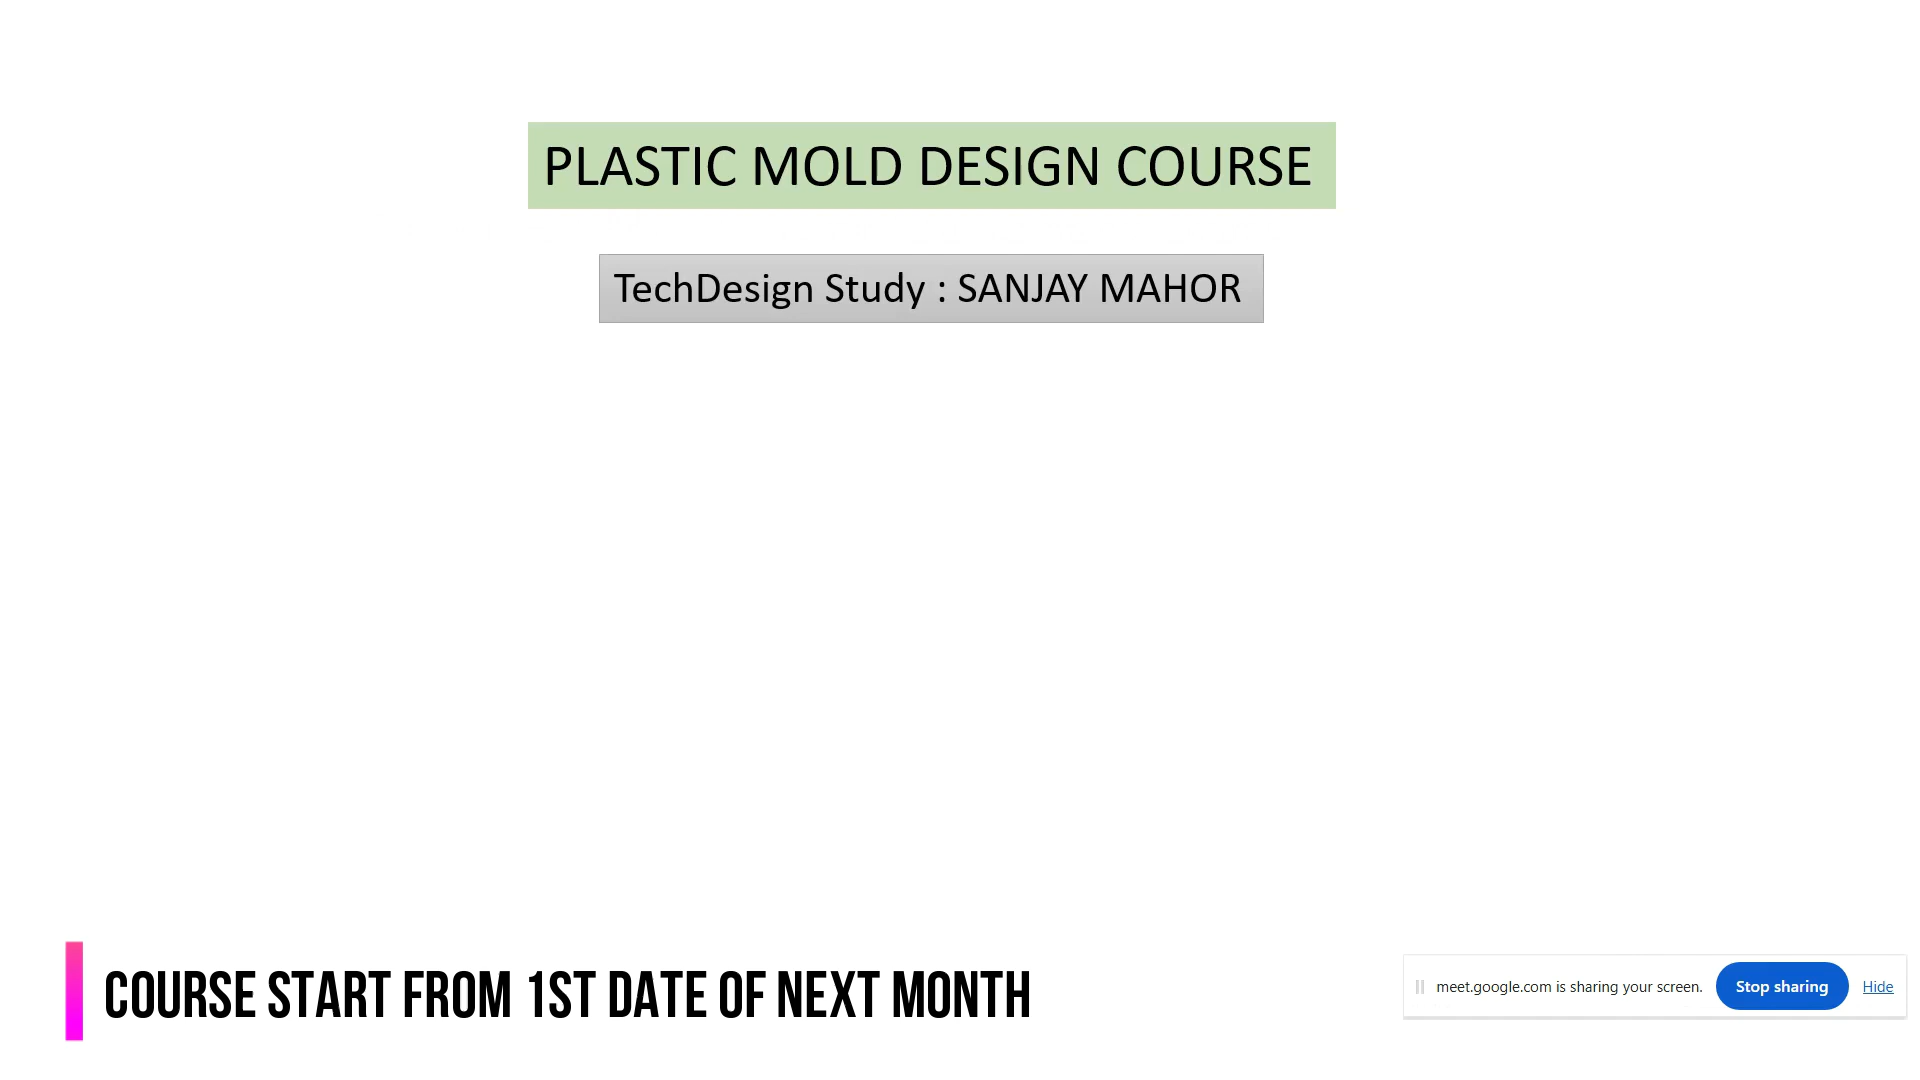 PLASTIC MOLD DESIGN COURSE
TechDesign Study : SANJAY MAHOR
COURSE START FROM 1ST DATE OF NEXT MONTH
meet.google.com is sharing your screen. Stop sharing Hide